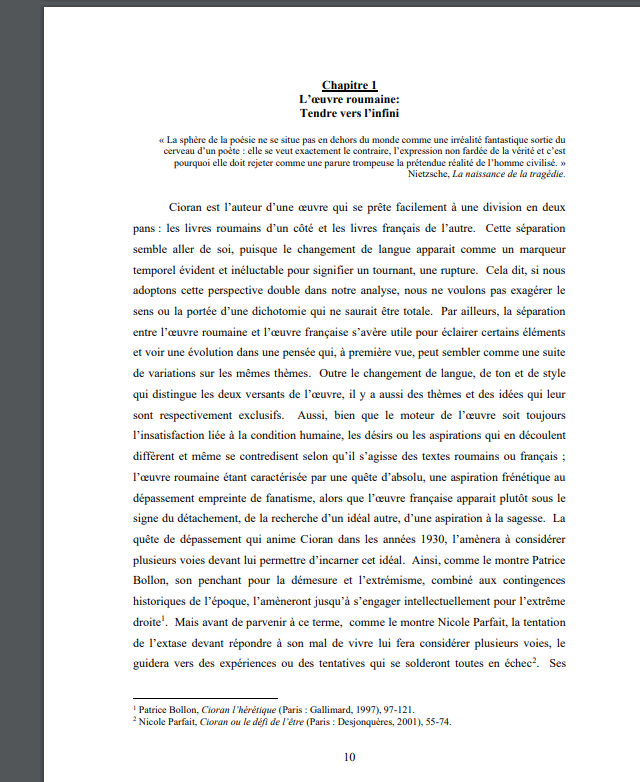 Chapitre 1
L'œuvre roumaine:
Tendre vers l'infini
« La sphère de la poésie ne se situe pas en dehors du monde comme une irréalité fantastique sortie du
cerveau d'un poète : elle se veut exactement le contraire, l'expression non fardée de la vérité et c'est
pourquoi elle doit rejeter comme une parure trompeuse la prétendue réalité de l'homme civilisé. »
Nietzsche, La naissance de la tragédie.
Cioran est l'auteur d'une œuvre qui se prête facilement à une division en deux
pans : les livres roumains d'un côté et les livres français de l'autre. Cette séparation
semble aller de soi, puisque le changement de langue apparait comme un marqueur
temporel évident et inéluctable pour signifier un tournant, une rupture. Cela dit, si nous
adoptons cette perspective double dans notre analyse, nous ne voulons pas exagérer le
sens ou la portée d'une dichotomie qui ne saurait être totale. Par ailleurs, la séparation
entre l'œuvre roumaine et l'œuvre française s'avère utile pour éclairer certains éléments
et voir une évolution dans une pensée qui, à première vue, peut sembler comme une suite
de variations sur les mêmes thèmes. Outre le changement de langue, de ton et de style
qui distingue les deux versants de l'œuvre, il y a aussi des thèmes et des idées qui leur
sont respectivement exclusifs. Aussi, bien que le moteur de l'œuvre soit toujours
l'insatisfaction liée à la condition humaine, les désirs ou les aspirations qui en découlent
diffèrent et même se contredisent selon qu'il s'agisse des textes roumains ou français ;
l'œuvre roumaine étant caractérisée par une quête d'absolu, une aspiration frénétique au
dépassement empreinte de fanatisme, alors que l'œuvre française apparait plutôt sous le
signe du détachement, de la recherche d'un idéal autre, d'une aspiration à la sagesse. La
quête de dépassement qui anime Cioran dans les années 1930, l'amènera à considérer
plusieurs voies devant lui permettre d'incarner cet idéal. Ainsi, comme le montre Patrice
Bollon, son penchant pour la démesure et l'extrémisme, combiné aux contingences
historiques de l'époque, l'amèneront jusqu'à s'engager intellectuellement pour l'extrême
droite¹. Mais avant de parvenir à ce terme, comme le montre Nicole Parfait, la tentation
de l'extase devant répondre à son mal de vivre lui fera considérer plusieurs voies, le
guidera vers des expériences ou des tentatives qui se solderont toutes en échec². Ses
¹ Patrice Bollon, Cioran l'hérétique (Paris : Gallimard, 1997), 97-121.
² Nicole Parfait, Cioran ou le défi de l'être (Paris : Desjonquères, 2001), 55-74.
10